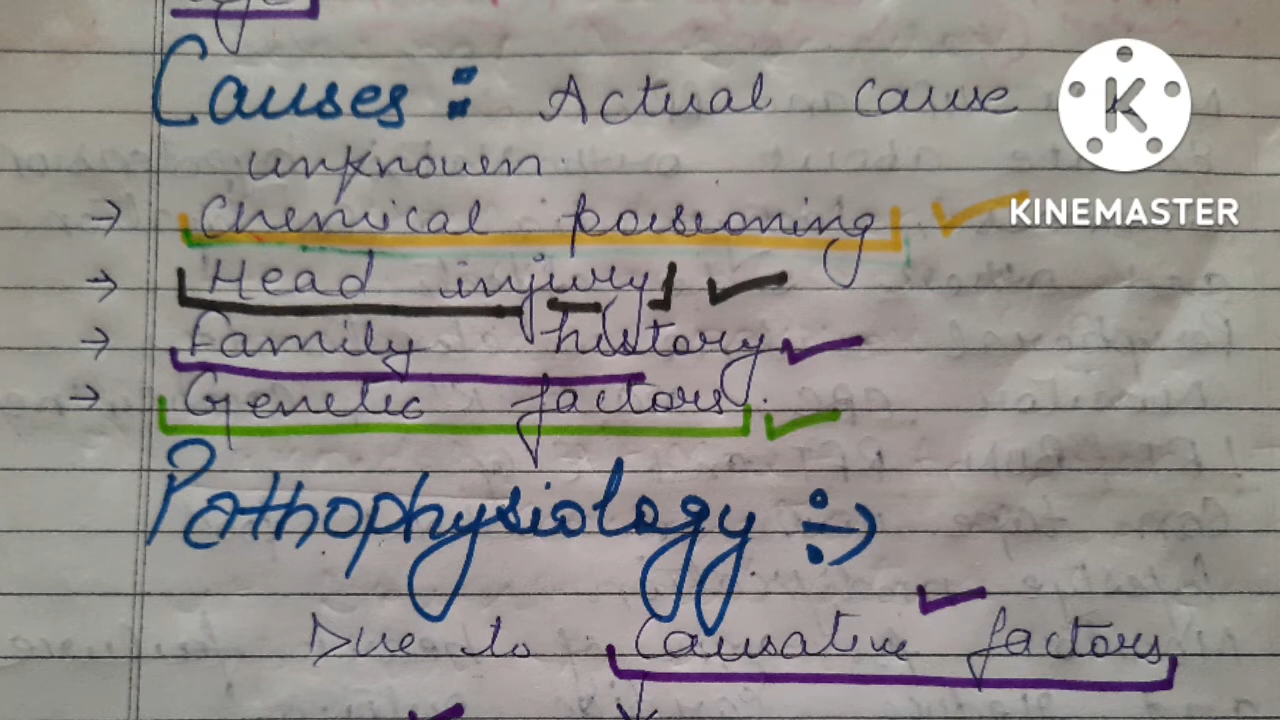 Causes: Actual cause
unknown.
→ Chemical poisoning
→ Head injury
→ Family history
→ Genetic factors.
Pathophysiology :-)
Due to Causative factors
K
KINEMASTER